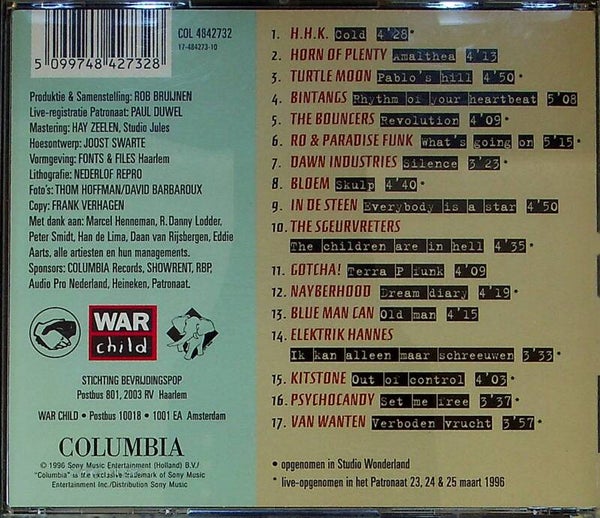 5 099748 427328
COL 4842732
17-484273-10
Produktie & Samenstelling: ROB BRUIJNEN
Live-registratie Patronaat: PAUL DUWEL
Mastering: HAY ZEELEN, Studio Jules
Hoesontwerp: JOOST SWARTE
Vormgeving: FONTS & FILES Haarlem
Lithografie: NEDERLOF REPRO
Foto's: THOM HOFFMAN/DAVID BARBAROUX
Copy: FRANK VERHAGEN
Met dank aan: Marcel Henneman, R.Danny Lodder,
Peter Smidt, Han de Lima, Daan van Rijsbergen, Eddie
Aarts, alle artiesten en hun managements.
Sponsors: COLUMBIA Records, SHOWRENT, RBP,
Audio Pro Nederland, Heineken, Patronaat.
WAR
child
STICHTING BEVRIJDINGSPOP
Postbus 801, 2003 RV Haarlem
WAR CHILD • Postbus 10018 • 1001 EA Amsterdam
COLUMBIA
© 1996 Sony Music Entertainment (Holland) B.V./
"Columbia" is the exclusive trademark of Sony Music
Entertainment Inc./Distribution Sony Music
1. H.H.K. Cold 4'28*
2. HORN OF PLENTY Amalthea 4'13
3. TURTLE MOON Pablo's hill 4'50*
4. BINTANGS Rhythm of your heartbeat 5'08
5. THE BOUNCERS Revolution 4'09*
6. RO & PARADISE FUNK What's going on 5'15*
7. DAWN INDUSTRIES Silence 3'23*
8. BLOEM Skulp 4'40*
9. IN DE STEEN Everybody is a star 4'50
10. THE SGEURVRETERS
The children are in hell 4'35*
11. GOTCHA! Terra P funk 4'09
12. NAYBERHOOD Dream diary 4'19*
13. BLUE MAN CAN Old man 4'15
14. ELEKTRIK HANNES
Ik kan alleen maar schreeuwen 3'33*
15. KITSTONE Out of control 4'03*
16. PSYCHOCANDY Set me free 3'37*
17. VAN WANTEN Verboden vrucht 3'57*
• opgenomen in Studio Wonderland
* live-opgenomen in het Patronaat 23, 24 & 25 maart 1996